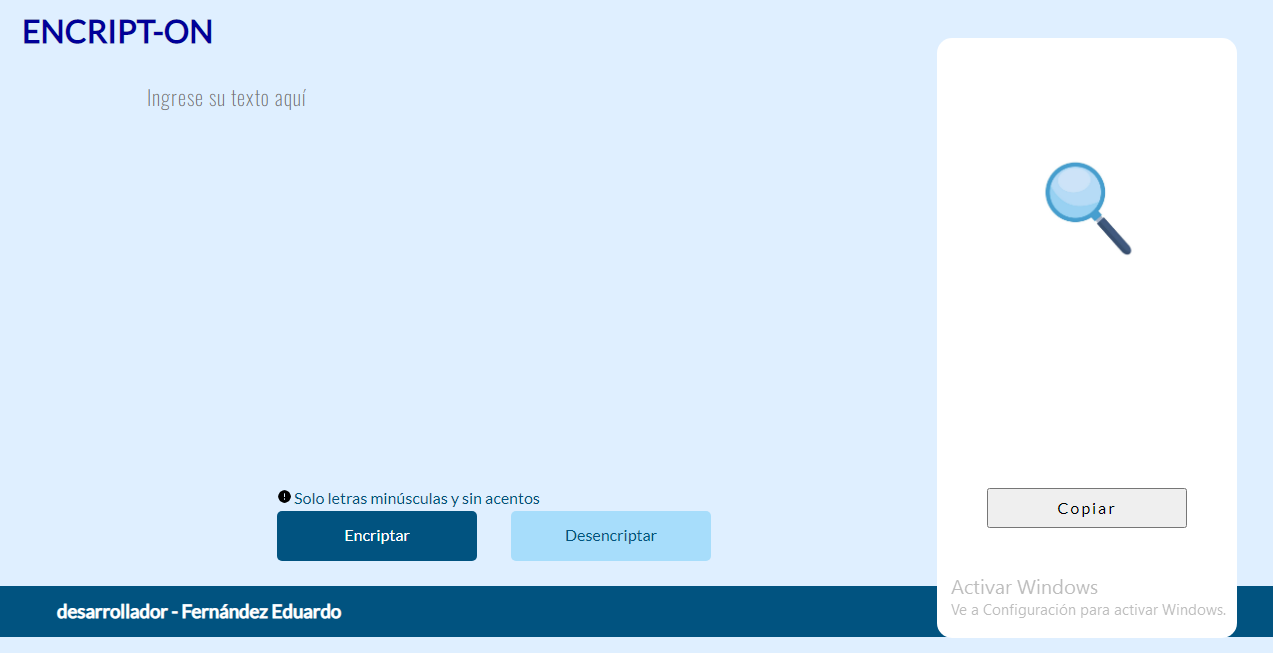 ENCRIPT-ON
Ingrese su texto aquí
Solo letras minúsculas y sin acentos
Encriptar
Desencriptar
Copiar
Activar Windows
Ve a Configuración para activar Windows.
desarrollador - Fernández Eduardo